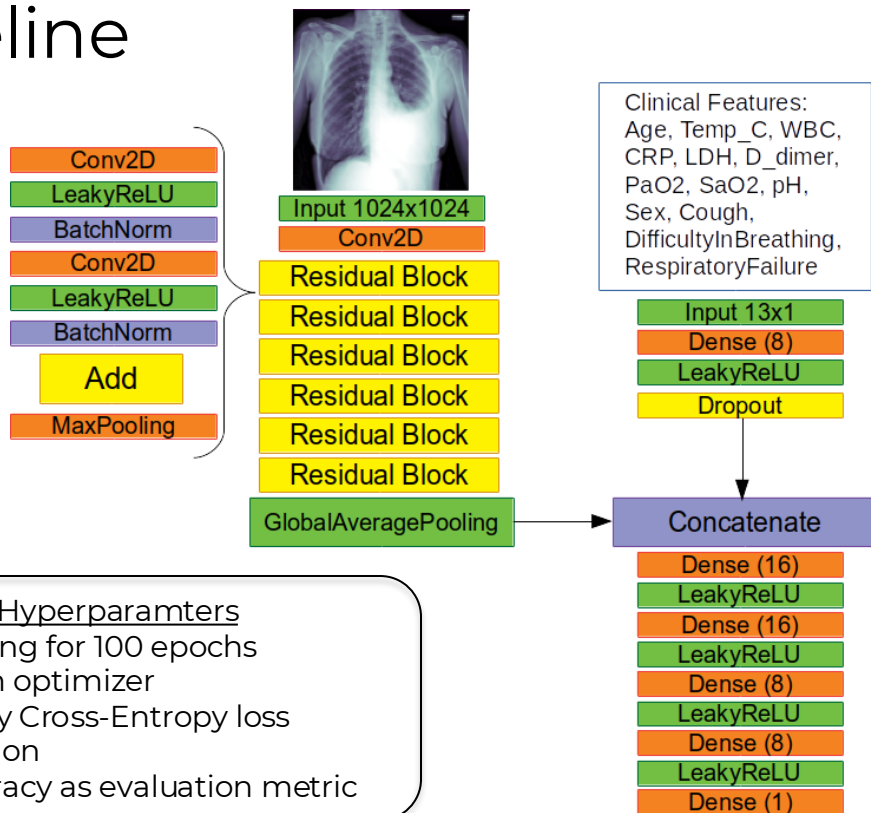 eline
Conv2D
LeakyReLU
BatchNorm
Conv2D
LeakyReLU
BatchNorm
Add
MaxPooling
Input 1024x1024
Conv2D
Residual Block
Residual Block
Residual Block
Residual Block
Residual Block
Residual Block
GlobalAveragePooling
Clinical Features:
Age, Temp_C, WBC,
CRP, LDH, D_dimer,
PaO2, SaO2, pH,
Sex, Cough,
DifficultyInBreathing,
RespiratoryFailure
Input 13x1
Dense (8)
LeakyReLU
Dropout
Concatenate
Dense (16)
LeakyReLU
Dense (16)
LeakyReLU
Dense (8)
LeakyReLU
Dense (8)
LeakyReLU
Dense (1)
Hyperparamters
ng for 100 epochs
n optimizer
y Cross-Entropy loss
on
racy as evaluation metric